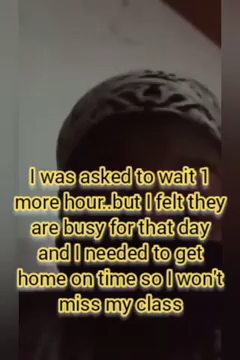 I was asked to wait 1
more hour..but I felt they
are busy for that day
and I needed to get
home on time so I won't
miss my class